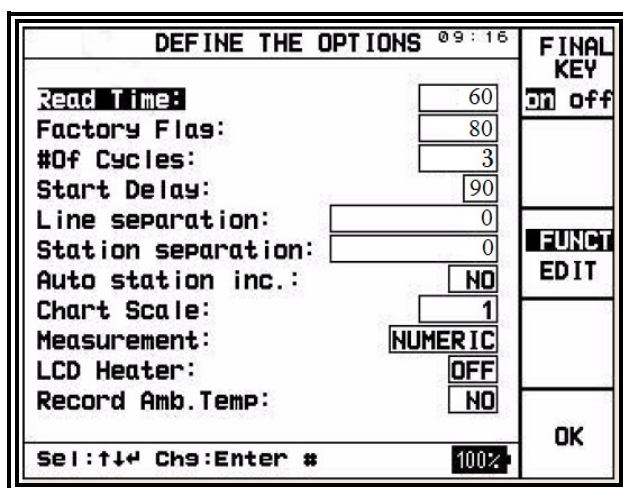 DEFINE THE OPTIONS 09:16
Read Time: 60
Factory Flag: 80
#Of Cycles: 3
Start Delay: 90
Line separation: 0
Station separation: 0
Auto station inc.: NO
Chart Scale: 1
Measurement: NUMERIC
LCD Heater: OFF
Record Amb.Temp: NO
Sel:↑↓↵ Chg:Enter # 100%
FINAL
KEY
on off
FUNCT
EDIT
OK